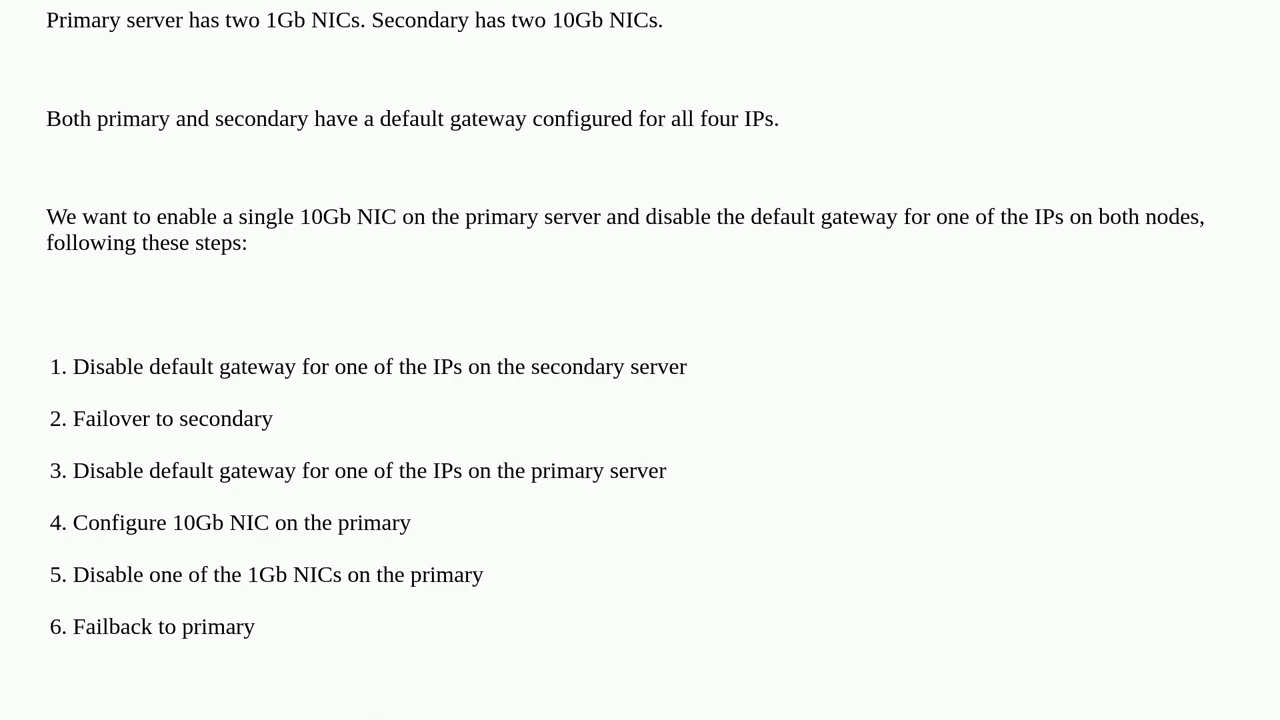 Primary server has two 1Gb NICs. Secondary has two 10Gb NICs.
Both primary and secondary have a default gateway configured for all four IPs.
We want to enable a single 10Gb NIC on the primary server and disable the default gateway for one of the IPs on both nodes,
following these steps:
1. Disable default gateway for one of the IPs on the secondary server
2. Failover to secondary
3. Disable default gateway for one of the IPs on the primary server
4. Configure 10Gb NIC on the primary
5. Disable one of the 1Gb NICs on the primary
6. Failback to primary